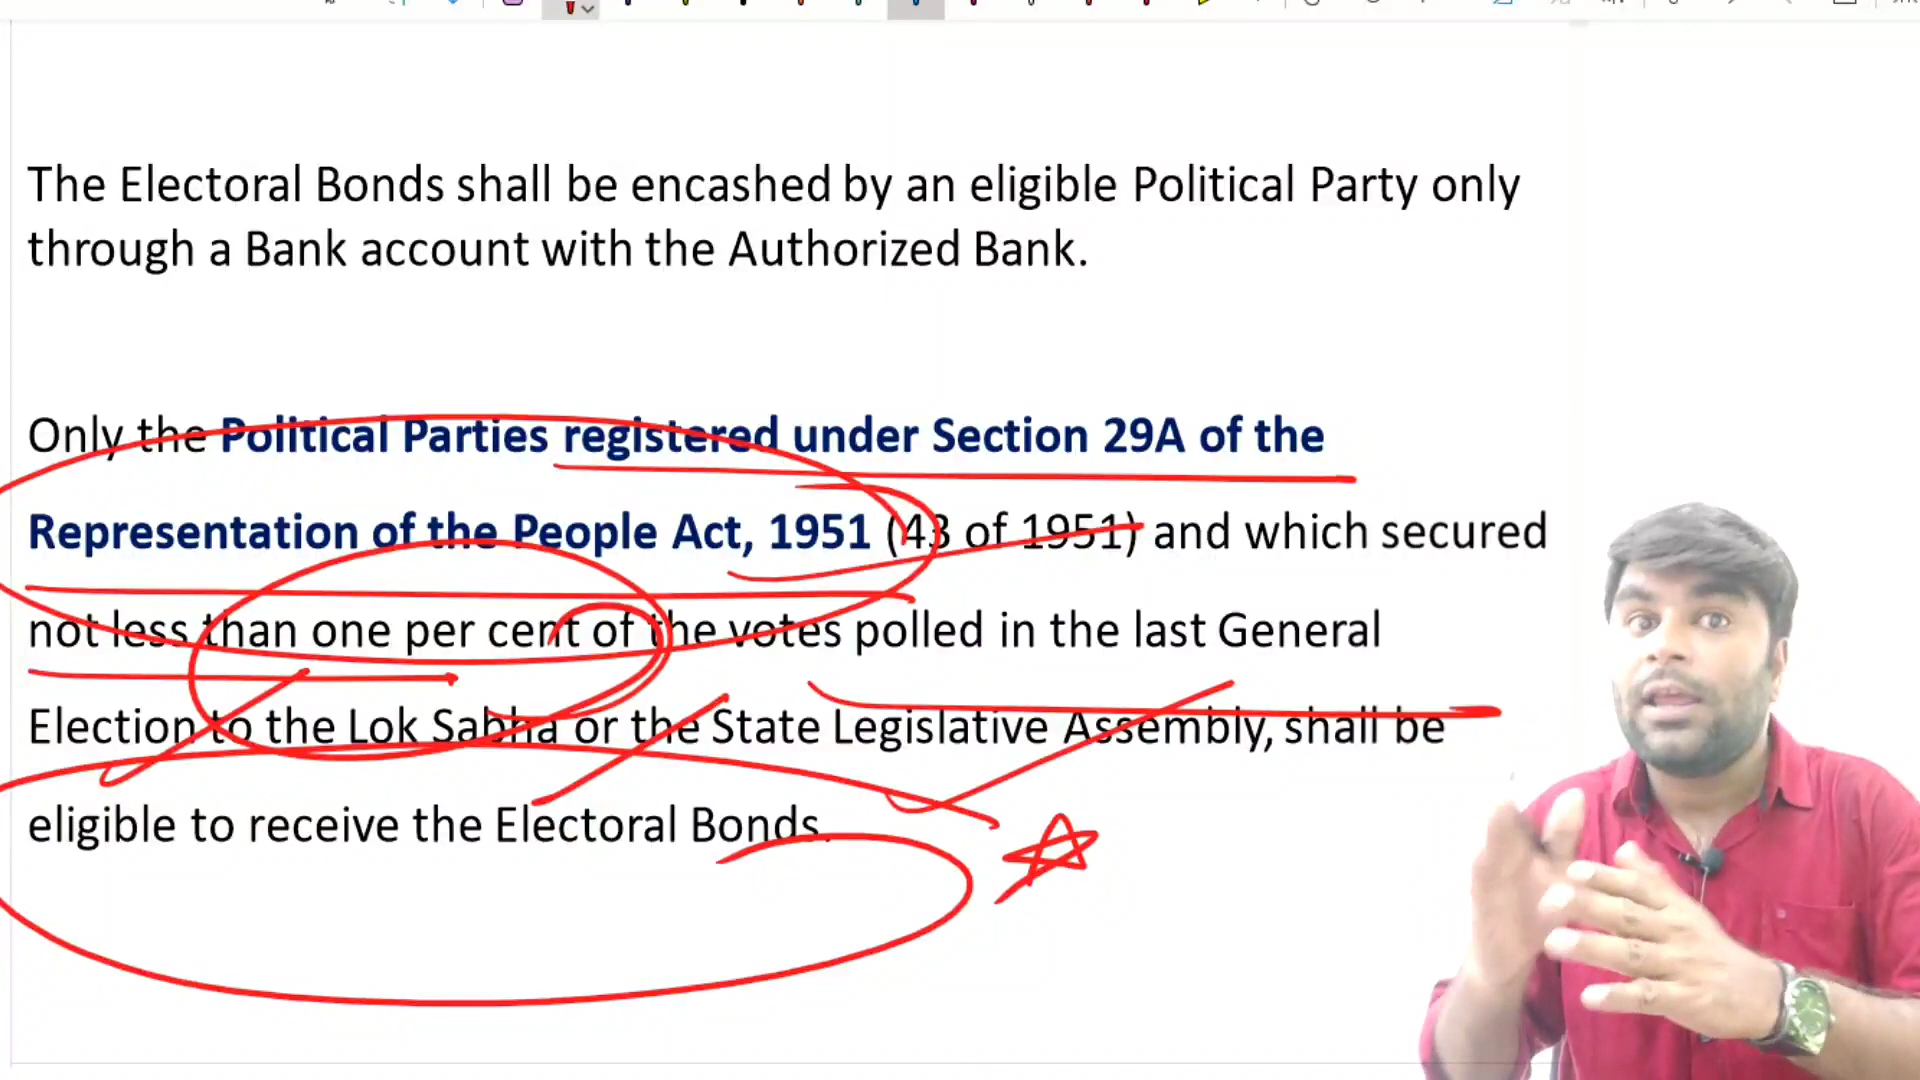 The Electoral Bonds shall be encashed by an eligible Political Party only
through a Bank account with the Authorized Bank.
Only the Political Parties registered under Section 29A of the
Representation of the People Act, 1951 (43 of 1951) and which secured
not less than one per cent of the votes polled in the last General
Election to the Lok Sabha or the State Legislative Assembly, shall be
eligible to receive the Electoral Bonds.